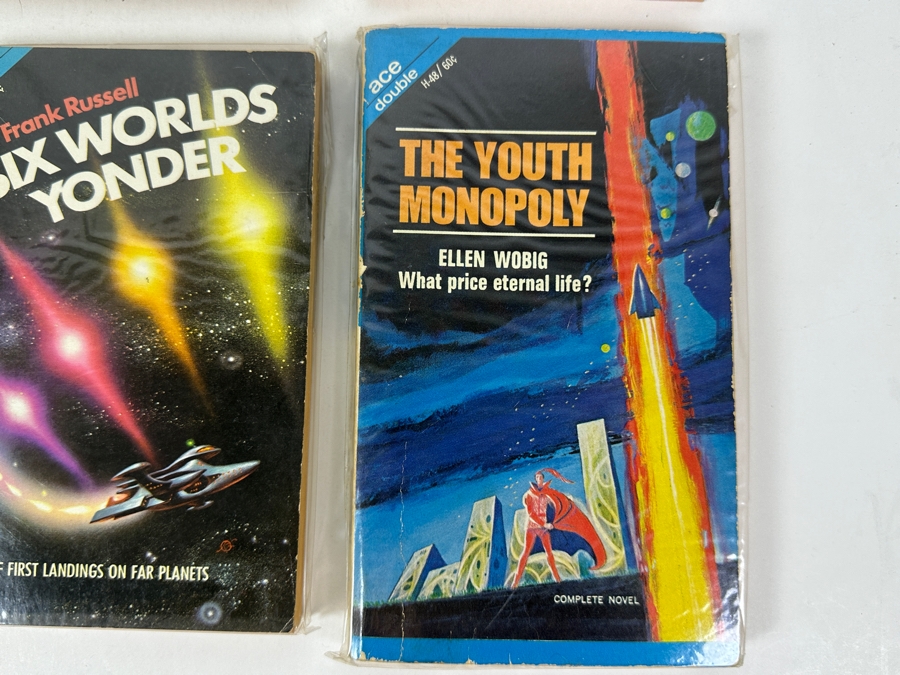 Frank Russell
SIX WORLDS
YONDER
FIRST LANDINGS ON FAR PLANETS
ace
double
H-48/60¢
THE YOUTH
MONOPOLY
ELLEN WOBIG
What price eternal life?
COMPLETE NOVEL